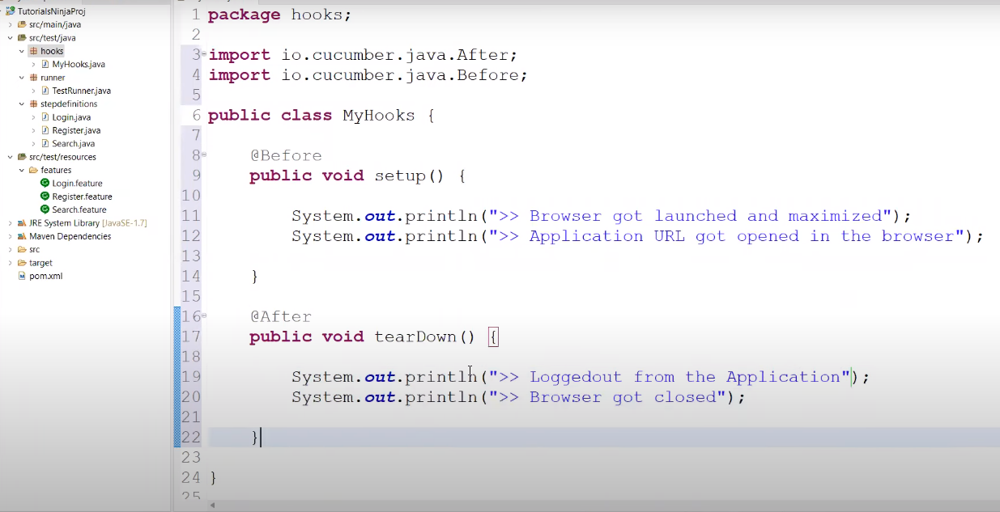 TutorialsNinjaProj
src/main/java
src/test/java
hooks
MyHooks.java
runner
TestRunner.java
stepdefinitions
Login.java
Register.java
Search.java
src/test/resources
features
Login.feature
Register.feature
Search.feature
JRE System Library [JavaSE-1.7]
Maven Dependencies
src
target
pom.xml
1 package hooks;
2
3 import io.cucumber.java.After;
4 import io.cucumber.java.Before;
5
6 public class MyHooks {
7
8 @Before
9 public void setup() {
10
11 System.out.println(">> Browser got launched and maximized");
12 System.out.println(">> Application URL got opened in the browser");
13
14 }
15
16 @After
17 public void tearDown() {
18
19 System.out.println(">> Loggedout from the Application");
20 System.out.println(">> Browser got closed");
21
22 }
23
24 }
25